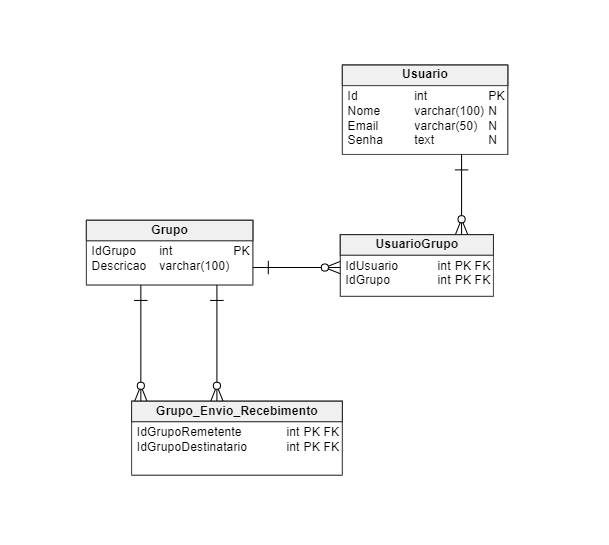 Usuario
Id int PK
Nome varchar(100) N
Email varchar(50) N
Senha text N
Grupo
IdGrupo int PK
Descricao varchar(100)
UsuarioGrupo
IdUsuario int PK FK
IdGrupo int PK FK
Grupo_Envio_Recebimento
IdGrupoRemetente int PK FK
IdGrupoDestinatario int PK FK